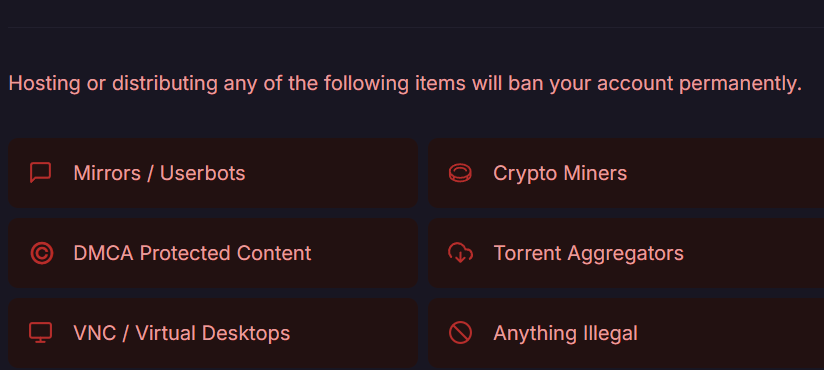 Hosting or distributing any of the following items will ban your account permanently.
Mirrors / Userbots
Crypto Miners
DMCA Protected Content
Torrent Aggregators
VNC / Virtual Desktops
Anything Illegal